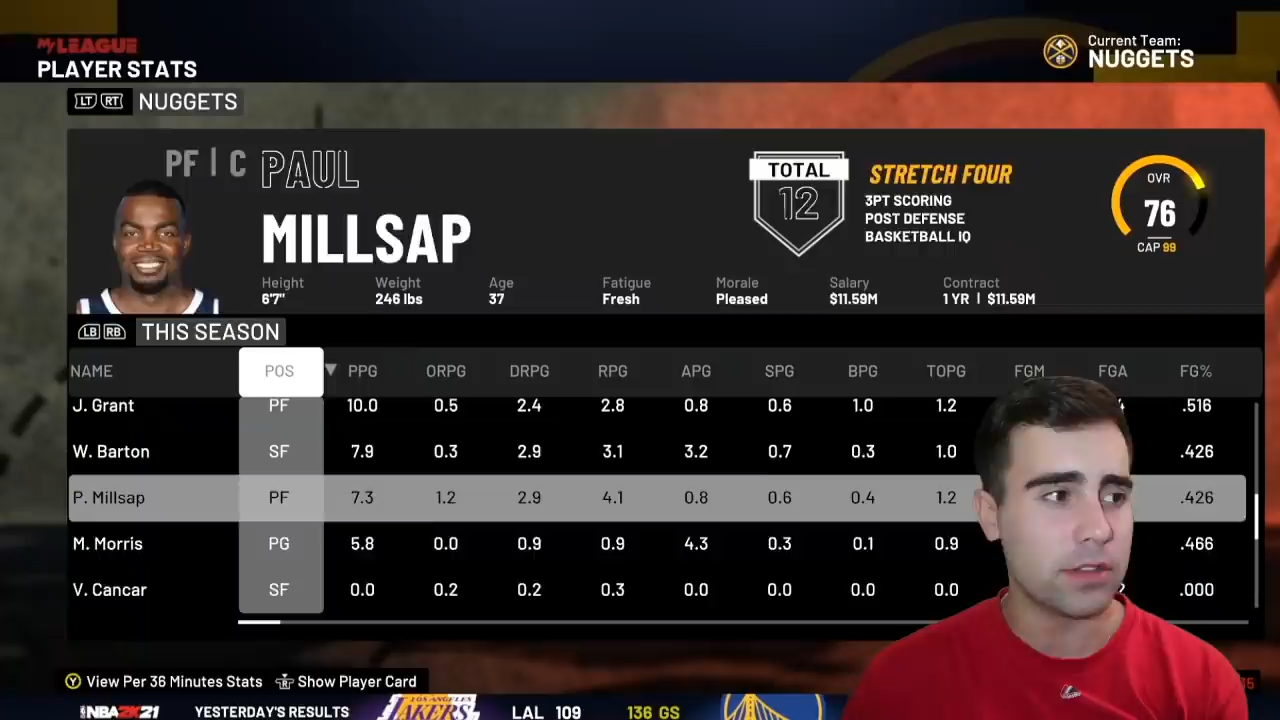 MyLEAGUE
PLAYER STATS
Current Team:
NUGGETS
LT RT NUGGETS
PF | C PAUL
MILLSAP
TOTAL
12
STRETCH FOUR
3PT SCORING
POST DEFENSE
BASKETBALL IQ
OVR
76
CAP 99
Height Weight Age Fatigue Morale Salary Contract
6'7" 246 lbs 37 Fresh Pleased $11.59M 1 YR | $11.59M
LB RB THIS SEASON
NAME POS PPG ORPG DRPG RPG APG SPG BPG TOPG FGM FGA FG%
J. Grant PF 10.0 0.5 2.4 2.8 0.8 0.6 1.0 1.2 .516
W. Barton SF 7.9 0.3 2.9 3.1 3.2 0.7 0.3 1.0 .426
P. Millsap PF 7.3 1.2 2.9 4.1 0.8 0.6 0.4 1.2 .426
M. Morris PG 5.8 0.0 0.9 0.9 4.3 0.3 0.1 0.9 .466
V. Cancar SF 0.0 0.2 0.2 0.3 0.0 0.0 0.0 0.0 .000
Y View Per 36 Minutes Stats R Show Player Card
NBA2K21 YESTERDAY'S RESULTS LOS ANGELES LAKERS LAL 109 136 GS